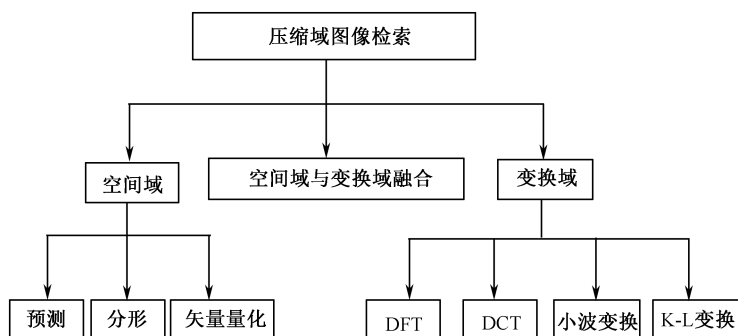 压缩域图像检索
空间域
空间域与变换域融合
变换域
预测
分形
矢量量化
DFT
DCT
小波变换
K-L变换